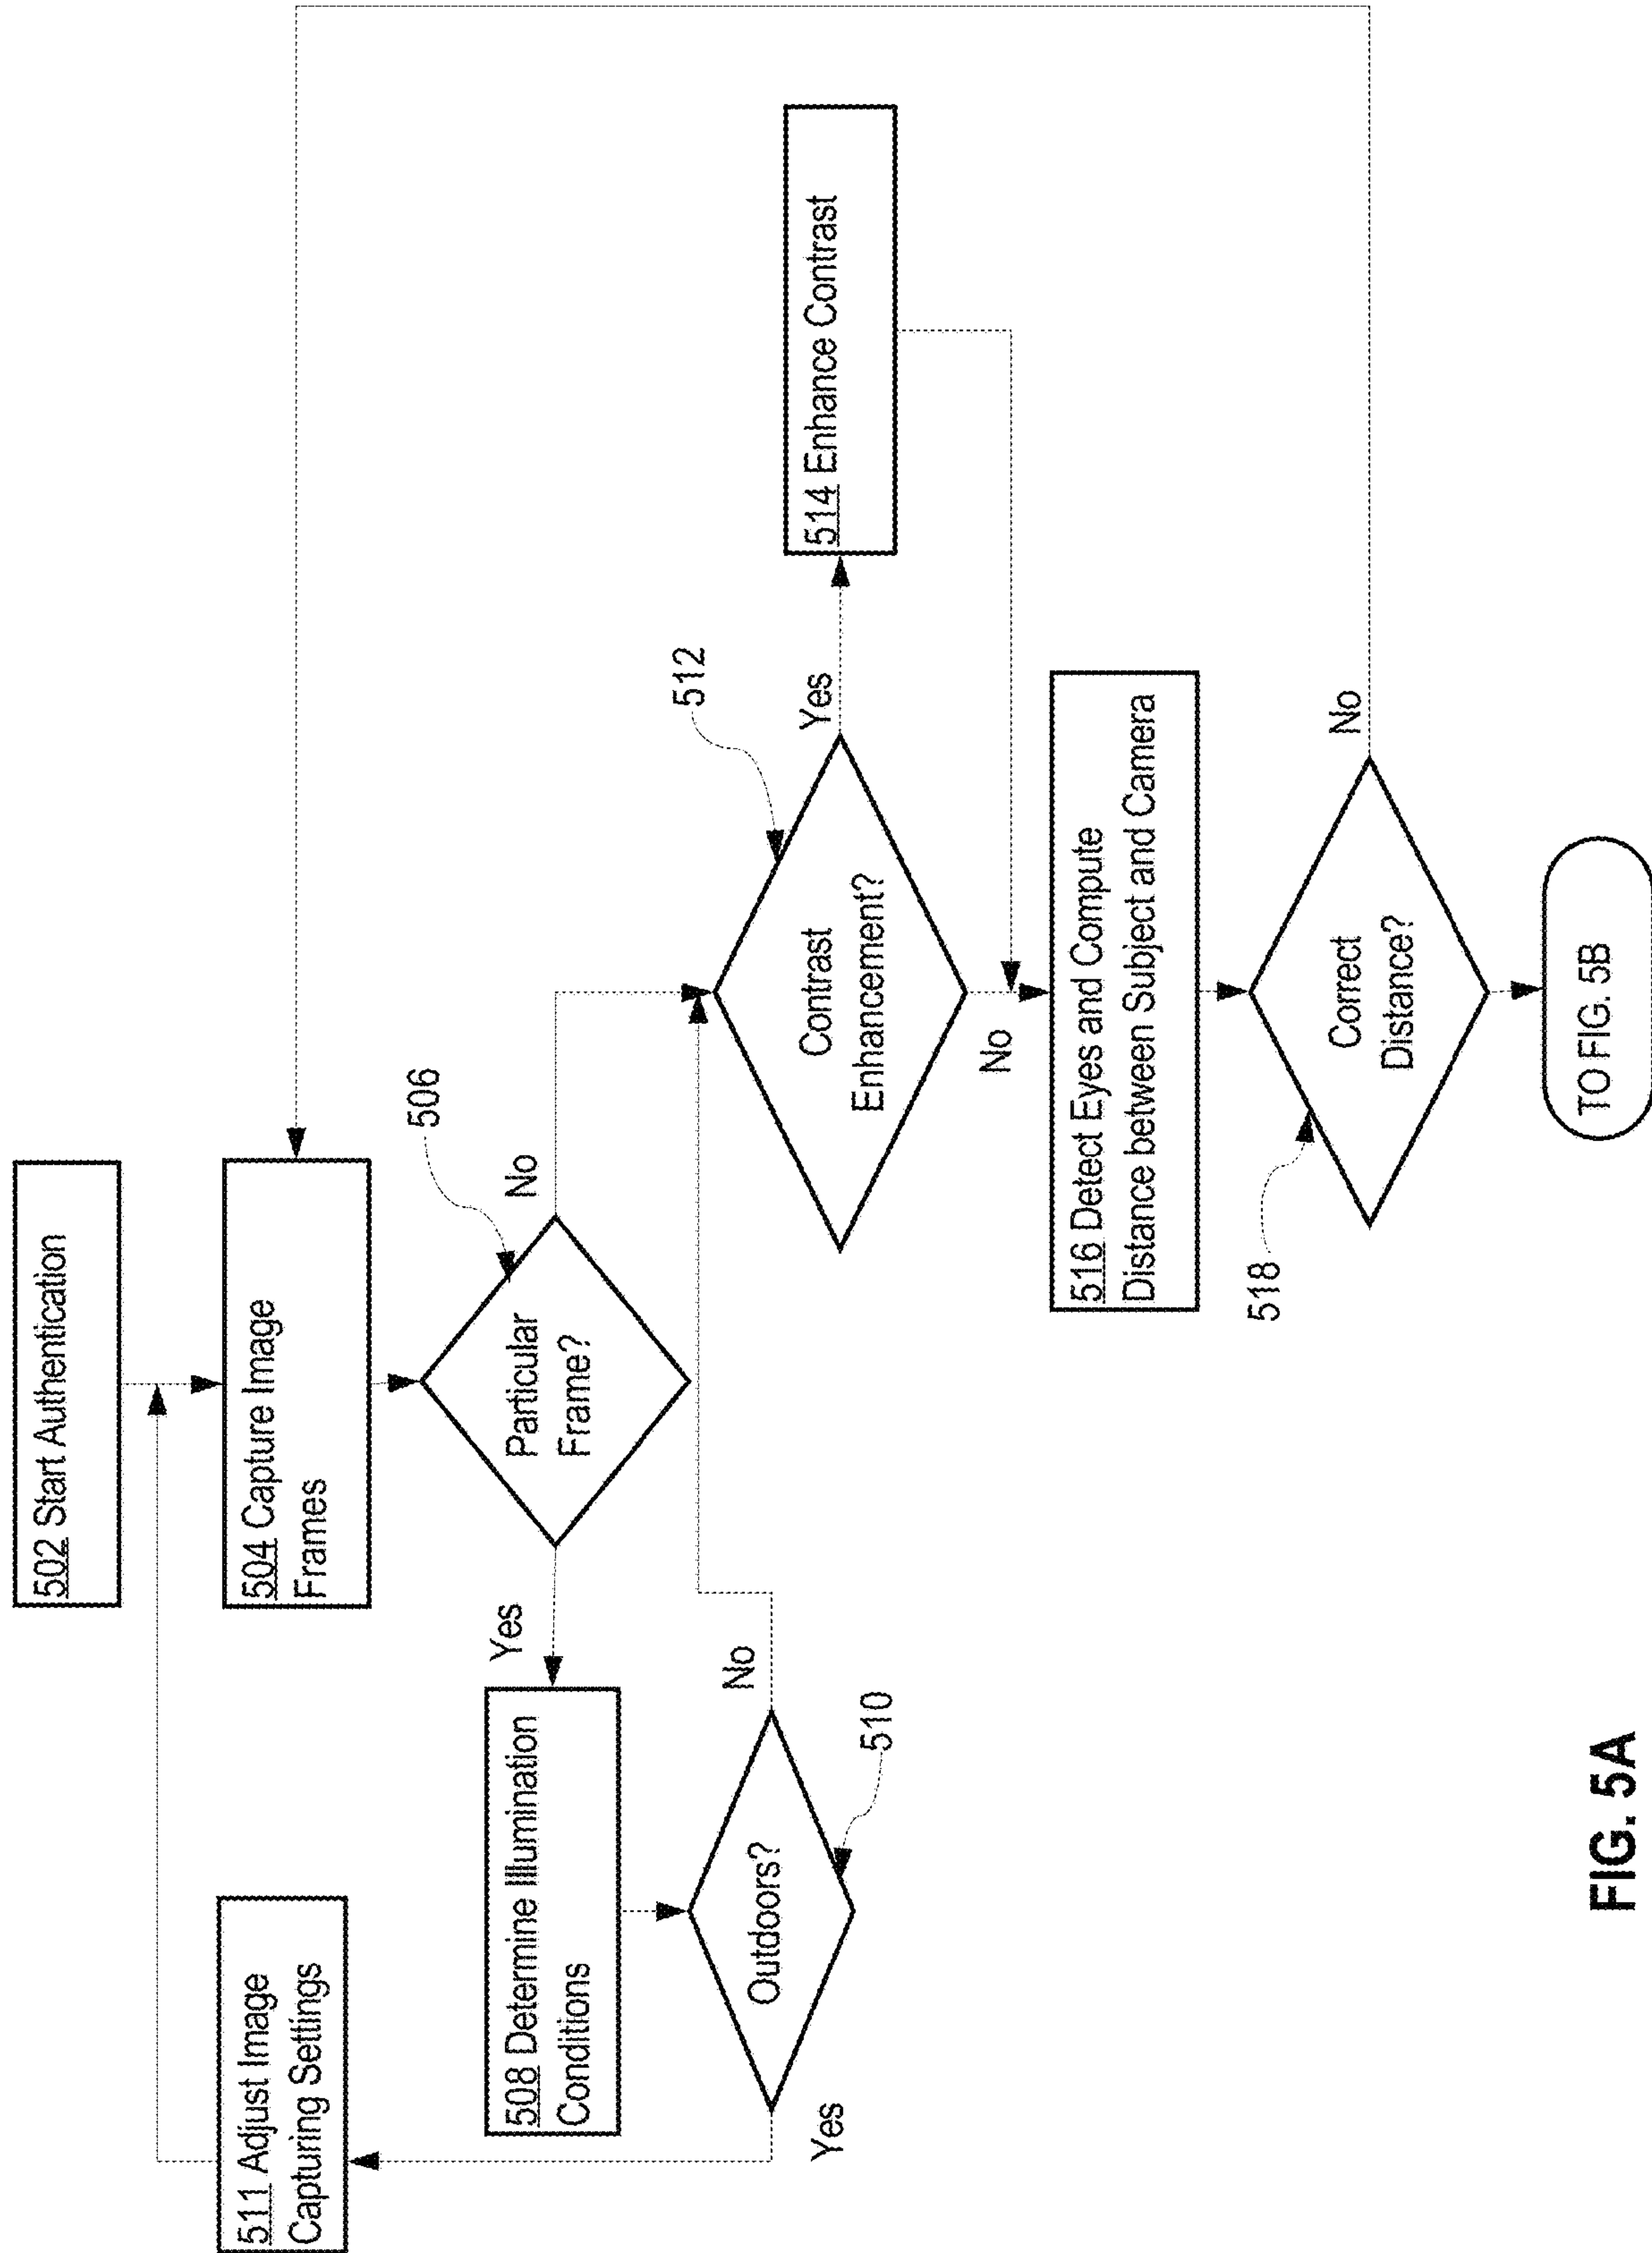 502 Start Authentication
504 Capture Image
Frames
506
Particular
Frame?
Yes
No
508 Determine Illumination
Conditions
510
Outdoors?
Yes
No
511 Adjust Image
Capturing Settings
512
Contrast
Enhancement?
Yes
No
514 Enhance Contrast
516 Detect Eyes and Compute
Distance between Subject and Camera
518
Correct
Distance?
No
TO FIG. 5B
FIG. 5A